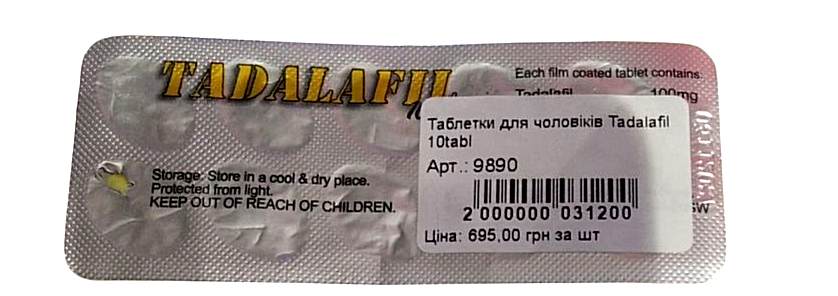 TADALAFIL
Each film coated tablet contains:
Tadalafil 100mg
Таблетки для чоловіків Tadalafil
10tabl
Арт.: 9890
2 000000 031200
Ціна: 695,00 грн за шт
Storage: Store in a cool & dry place.
Protected from light.
KEEP OUT OF REACH OF CHILDREN.